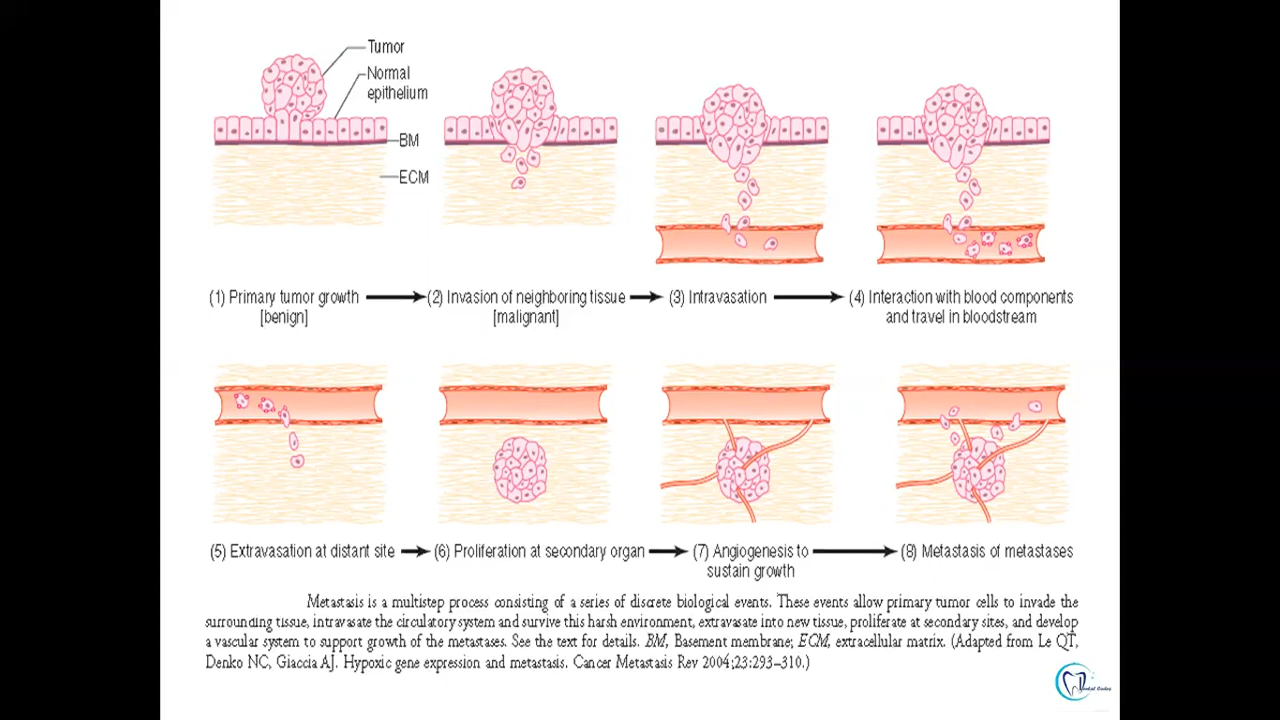 Tumor
Normal
epithelium
BM
ECM
(1) Primary tumor growth
[benign]
(2) Invasion of neighboring tissue
[malignant]
(3) Intravasation
(4) Interaction with blood components
and travel in bloodstream
(5) Extravasation at distant site
(6) Proliferation at secondary organ
(7) Angiogenesis to
sustain growth
(8) Metastasis of metastases
Metastasis is a multistep process consisting of a series of discrete biological events. These events allow primary tumor cells to invade the
surrounding tissue, intravasate the circulatory system and survive this harsh environment, extravasate into new tissue, proliferate at secondary sites, and develop
a vascular system to support growth of the metastases. See the text for details. BM, Basement membrane; ECM, extracellular matrix. (Adapted from Le QT,
Denko NC, Giaccia AJ. Hypoxic gene expression and metastasis. Cancer Metastasis Rev 2004;23:293–310.)